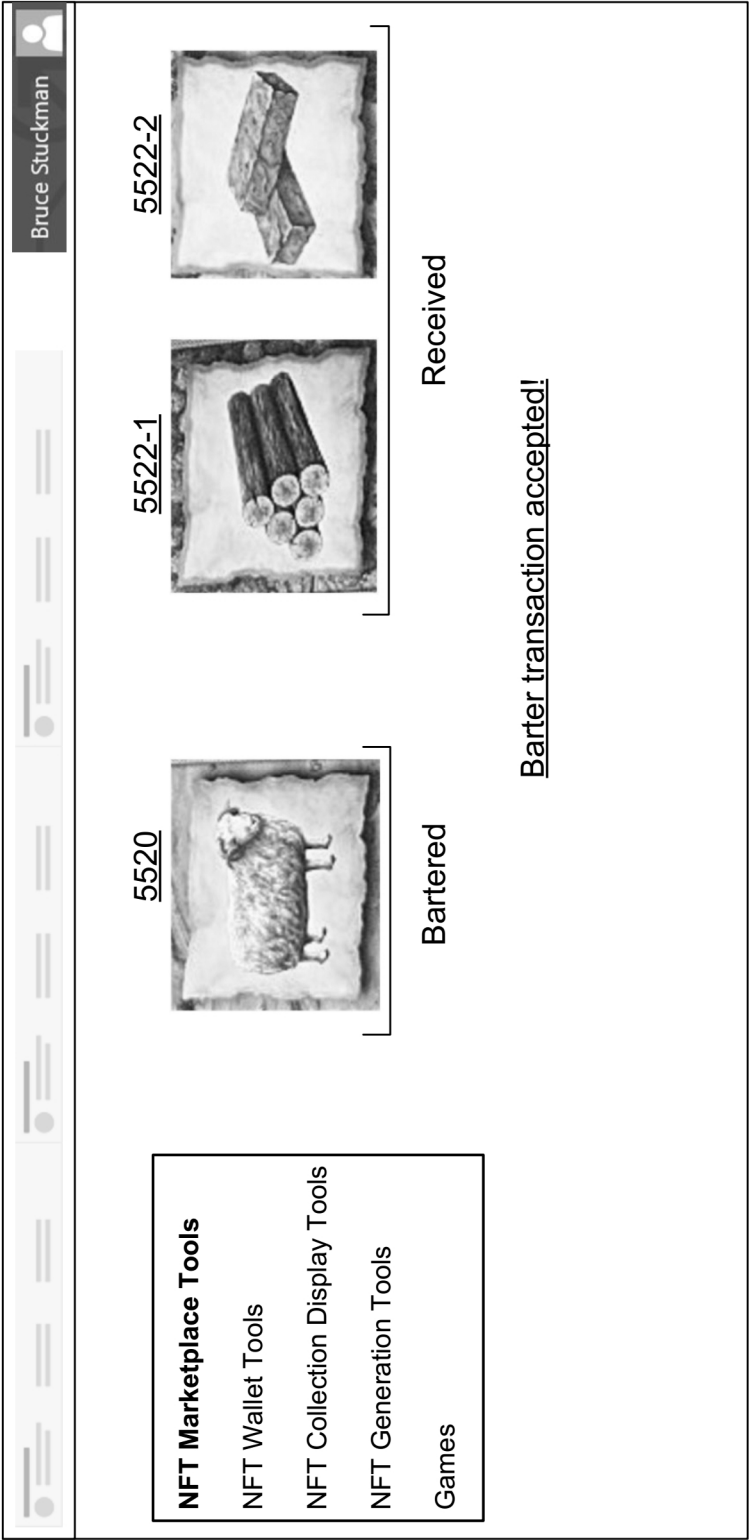 Bruce Stuckman
NFT Marketplace Tools
NFT Wallet Tools
NFT Collection Display Tools
NFT Generation Tools
Games
5520
Bartered
5522-1
5522-2
Received
Barter transaction accepted!